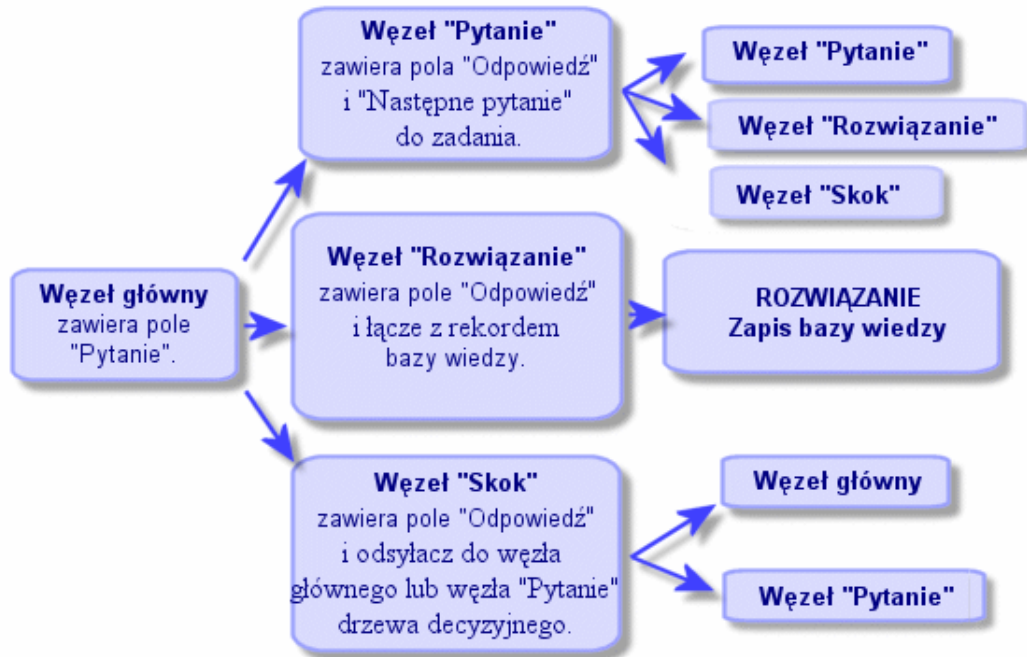 Węzeł główny
zawiera pole
"Pytanie".
Węzeł "Pytanie"
zawiera pola "Odpowiedź"
i "Następne pytanie"
do zadania.
Węzeł "Pytanie"
Węzeł "Rozwiązanie"
Węzeł "Skok"
Węzeł "Rozwiązanie"
zawiera pole "Odpowiedź"
i łącze z rekordem
bazy wiedzy.
ROZWIĄZANIE
Zapis bazy wiedzy
Węzeł "Skok"
zawiera pole "Odpowiedź"
i odsyłacz do węzła
głównego lub węzła "Pytanie"
drzewa decyzyjnego.
Węzeł główny
Węzeł "Pytanie"